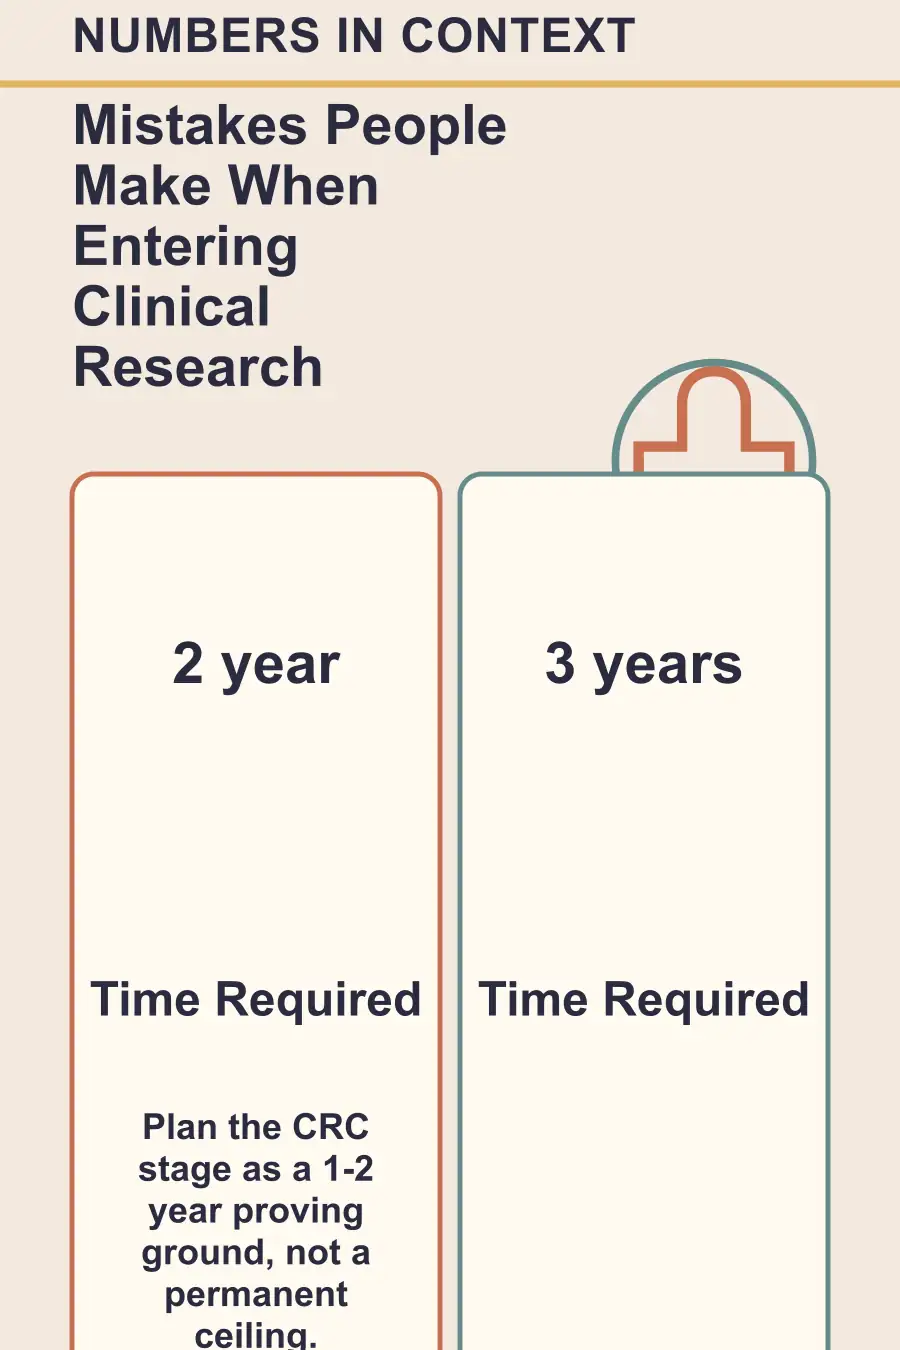 NUMBERS IN CONTEXT
Mistakes People
Make When
Entering
Clinical
Research
2 year
Time Required
Plan the CRC
stage as a 1-2
year proving
ground, not a
permanent
ceiling.
3 years
Time Required